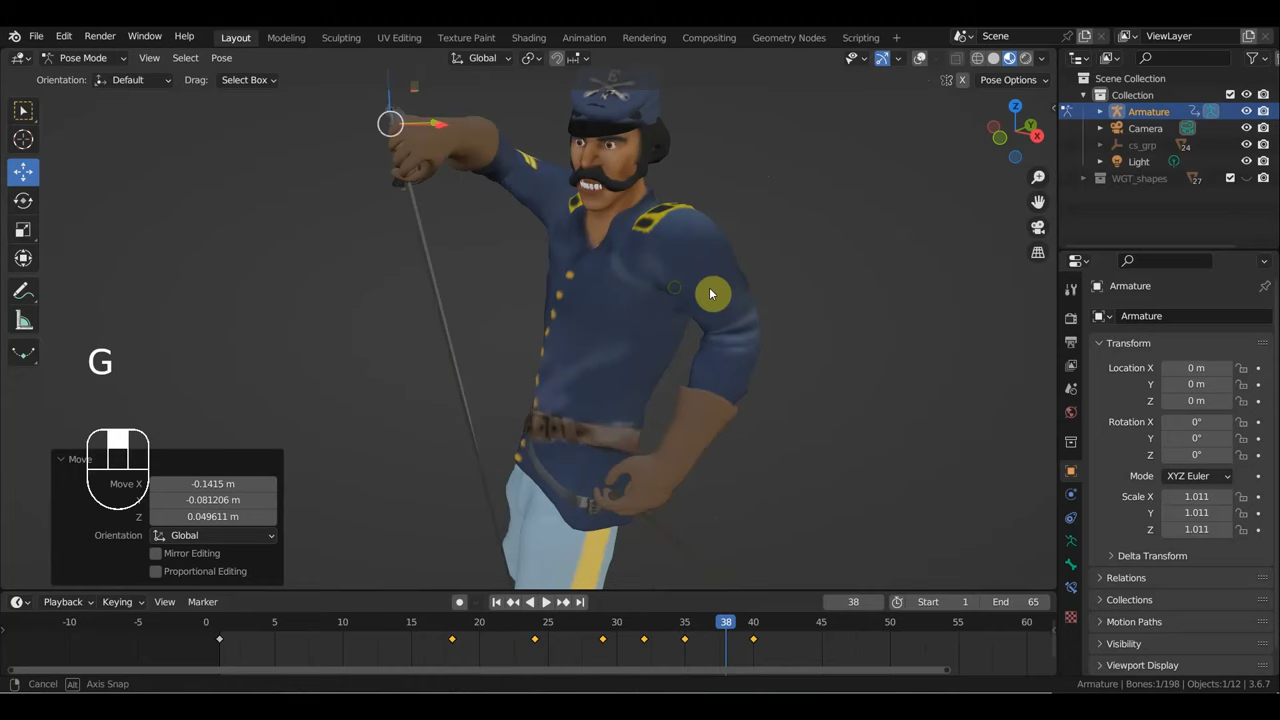 File Edit Render Window Help Layout Modeling Sculpting UV Editing Texture Paint Shading Animation Rendering Compositing Geometry Nodes Scripting + Scene ViewLayer
Pose Mode View Select Pose Global Pose Options
Orientation: Default Drag: Select Box X
Scene Collection
Collection
Armature
Camera
cs_grp
Light
WGT_shapes
24
27
Z
Y
X
E
G
Move
Move X -0.1415 m
-0.081206 m
Z 0.049611 m
Orientation Global
Mirror Editing
Proportional Editing
Armature
Armature
Transform
Location X 0 m
Y 0 m
Z 0 m
Rotation X 0°
Y 0°
Z 0°
Mode XYZ Euler
Scale X 1.011
Y 1.011
Z 1.011
Delta Transform
Relations
Collections
Motion Paths
Visibility
Viewport Display
Playback Keying View Marker 38 Start 1 End 65
-10 -5 0 5 10 15 20 25 30 35 38 40 45 50 55 60
Cancel Alt Axis Snap Armature | Bones:1/198 | Objects:1/12 | 3.6.7